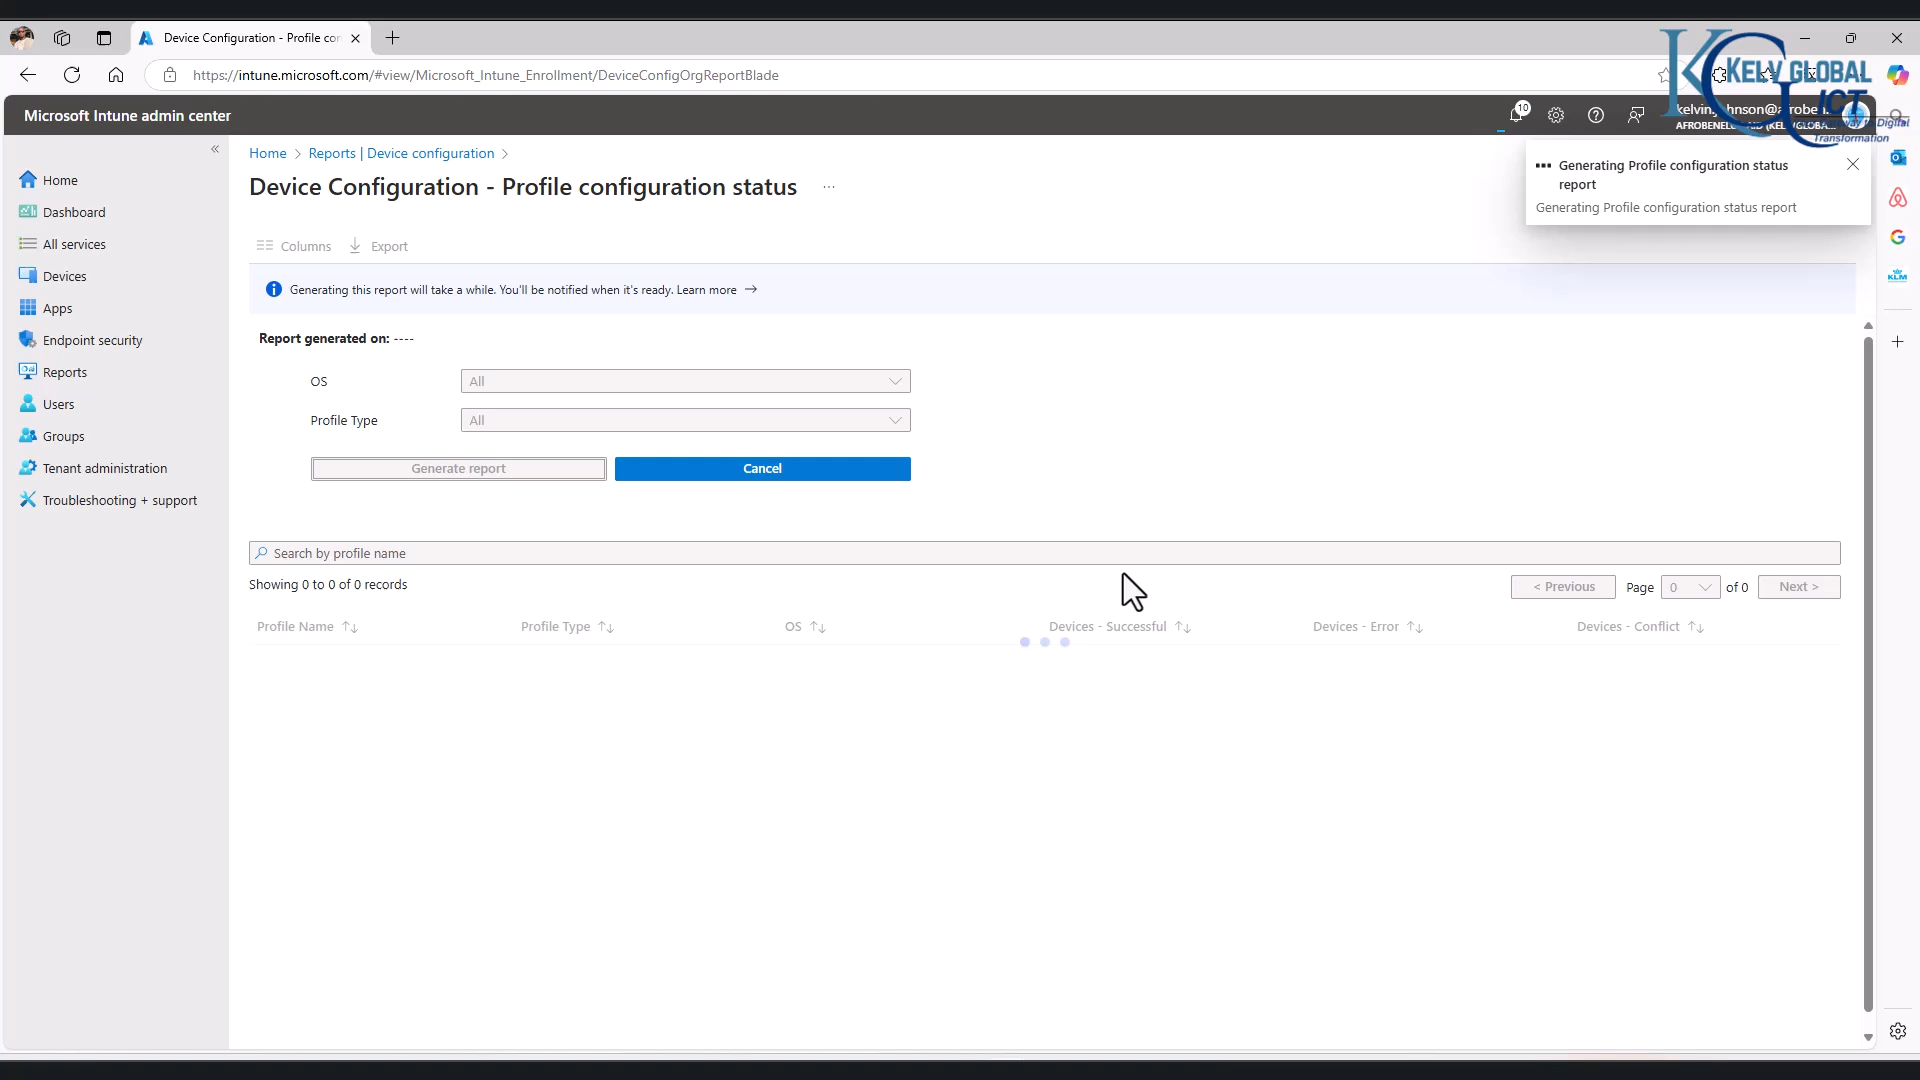 Device Configuration - Profile con
https://intune.microsoft.com/#view/Microsoft_Intune_Enrollment/DeviceConfigOrgReportBlade
KELV GLOBAL
ICT
Digital
Transformation
Microsoft Intune admin center
10
Home > Reports | Device configuration >
Device Configuration - Profile configuration status
Generating Profile configuration status
report
Generating Profile configuration status report
Home
Dashboard
All services
Devices
Apps
Endpoint security
Reports
Users
Groups
Tenant administration
Troubleshooting + support
Columns
Export
Generating this report will take a while. You'll be notified when it's ready. Learn more
KLM
Report generated on: ----
OS
All
Profile Type
All
Generate report
Cancel
Search by profile name
Showing 0 to 0 of 0 records
< Previous
Page
0
of 0
Next >
Profile Name
Profile Type
OS
Devices - Successful
Devices - Error
Devices - Conflict